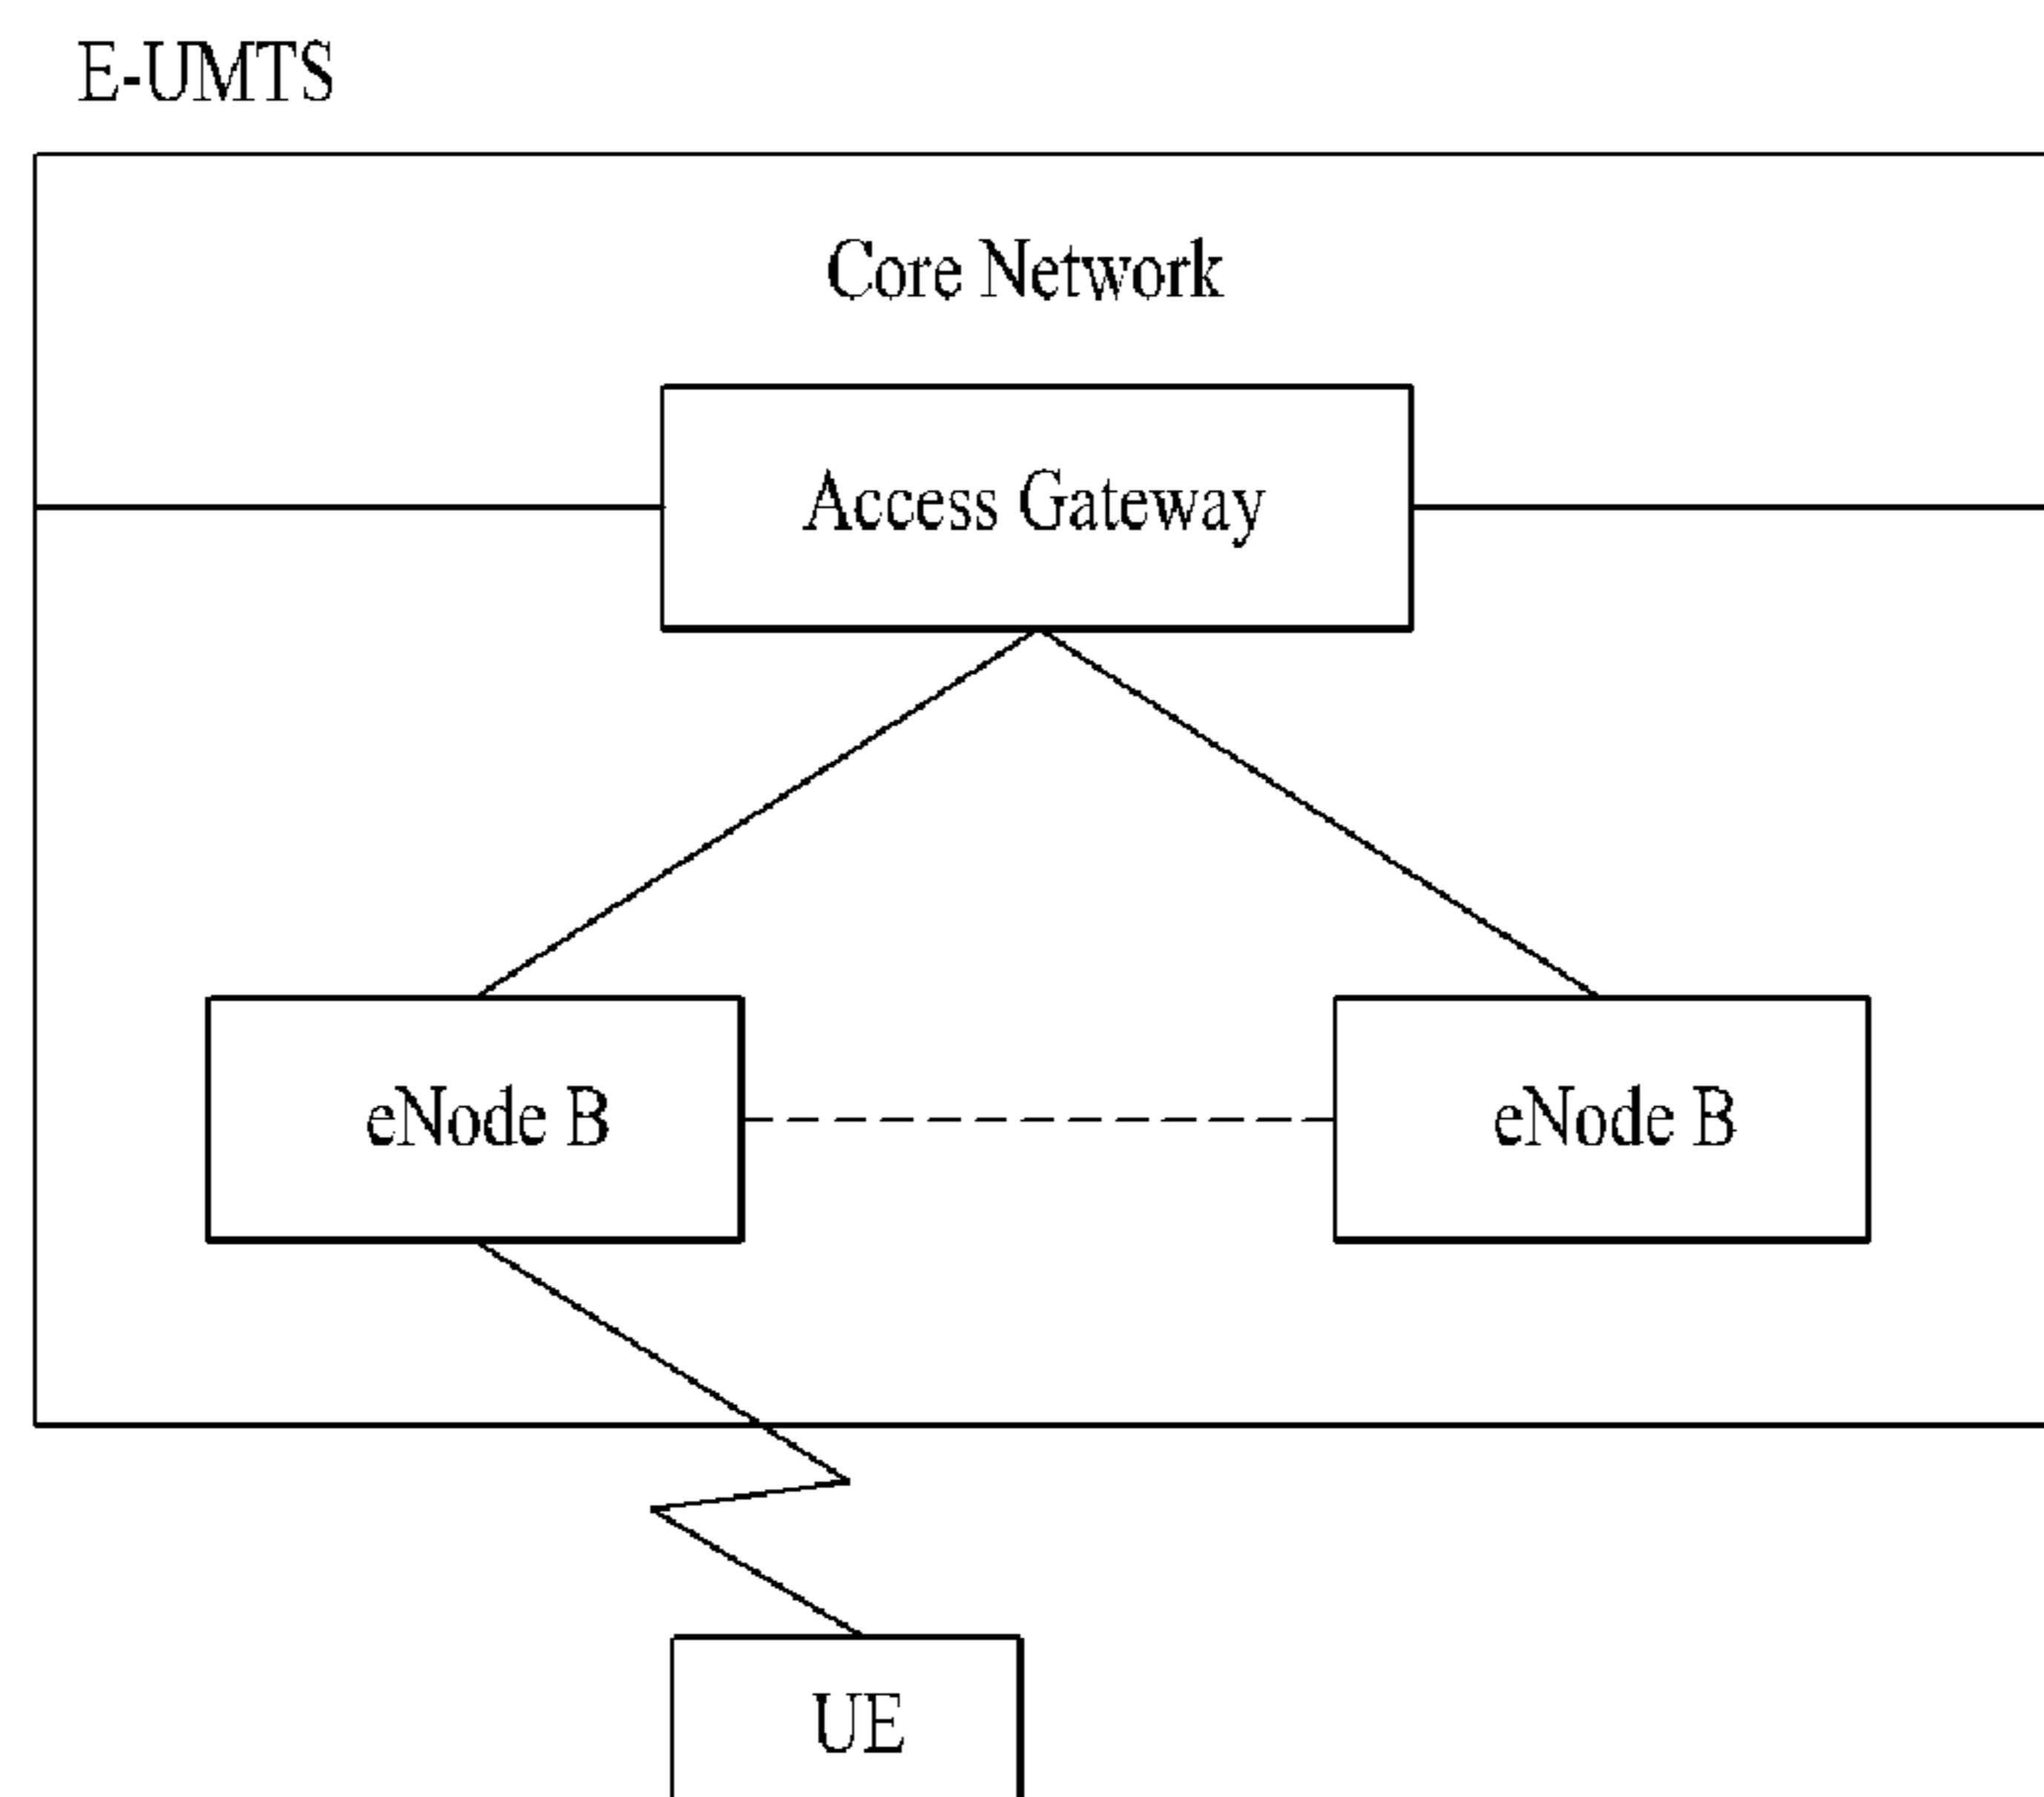 E-UMTS
Core Network
Access Gateway
eNode B
eNode B
UE